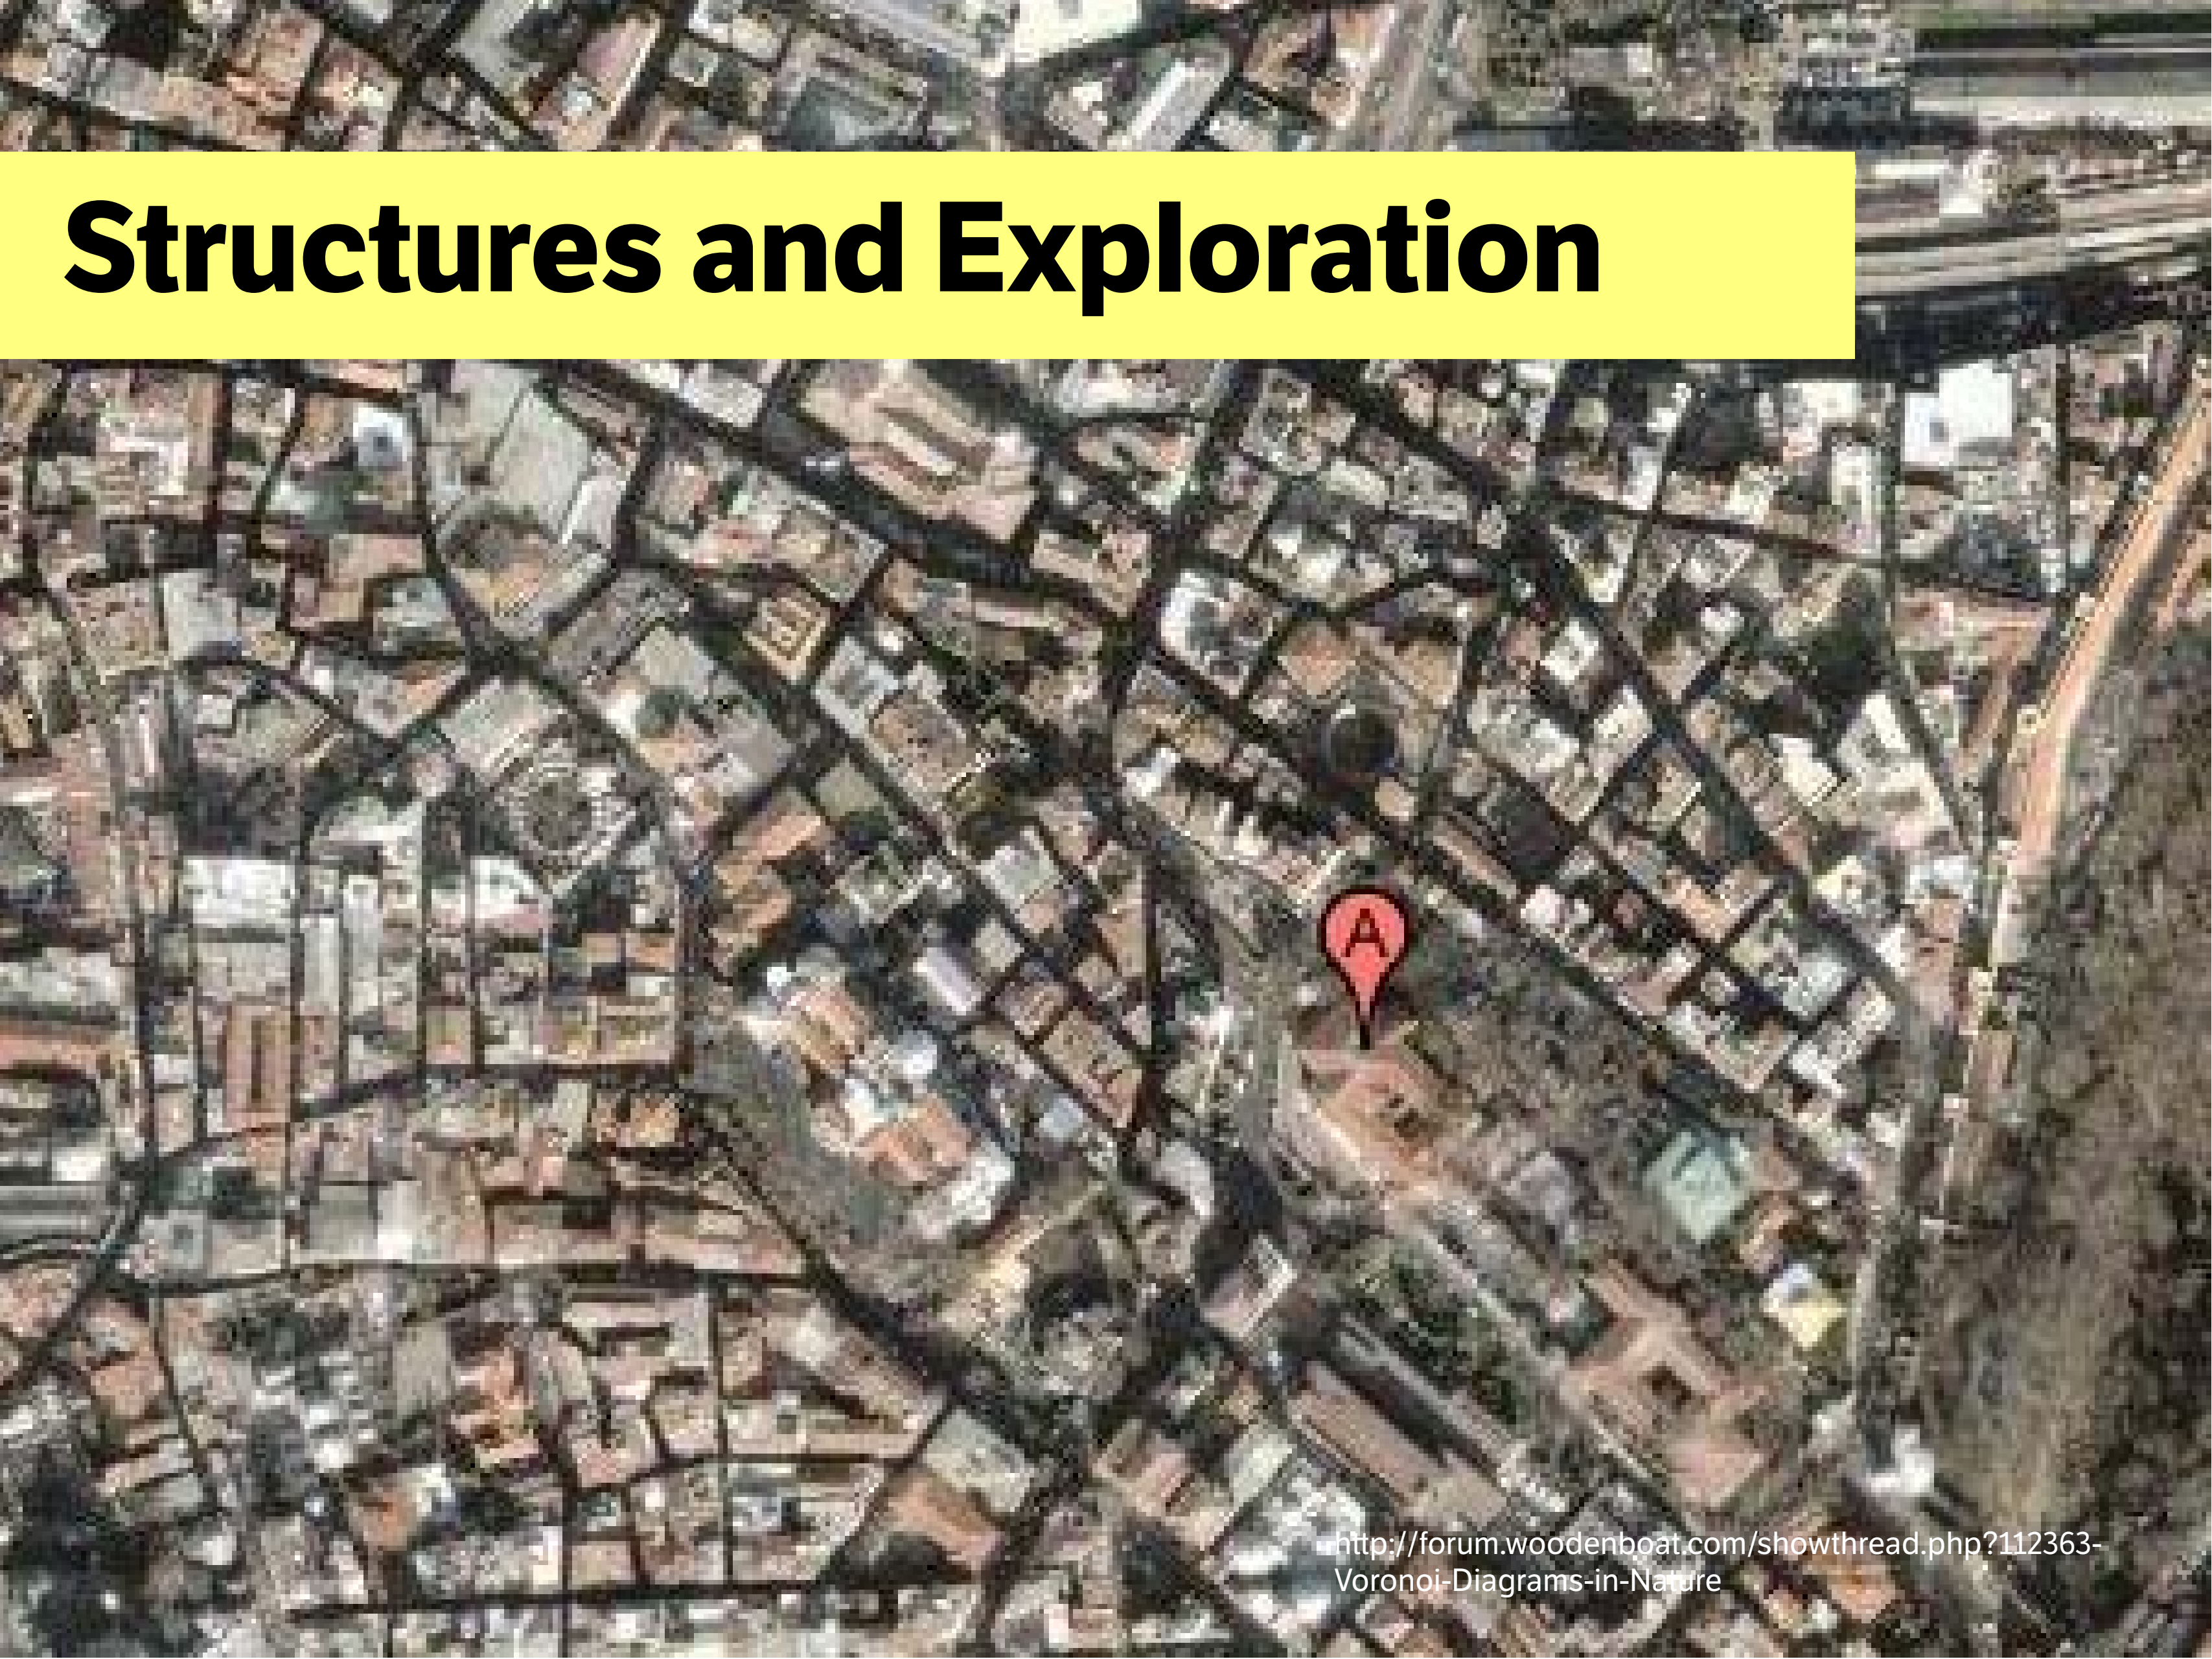 Structures and Exploration
A
http://forum.woodenboat.com/showthread.php?112363-
Voronoi-Diagrams-in-Nature